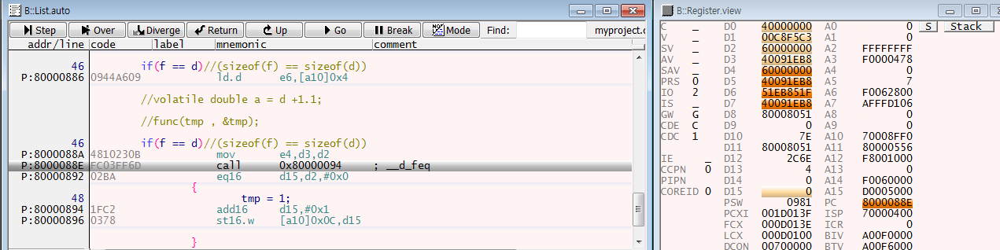 B::List.auto
Step Over Diverge Return Up Go Break Mode Find: myproject.c
addr/line code label mnemonic comment
46 if(f == d)//(sizeof(f) == sizeof(d))
P:80000886 0944A609 ld.d e6,[a10]0x4
//volatile double a = d +1.1;
//func(tmp , &tmp);
46 if(f == d)//(sizeof(f) == sizeof(d))
P:8000088A 4810230B mov e4,d3,d2
P:8000088E FC03FF6D call 0x80000094 ; __d_feq
P:80000892 02BA eq16 d15,d2,#0x0
{
48 tmp = 1;
P:80000894 1FC2 add16 d15,#0x1
P:80000896 0378 st16.w [a10]0x0C,d15
}
B::Register.view
C _ D0 40000000 A0 0 S Stack
V _ D1 00C8F5C3 A1 0
SV _ D2 60000000 A2 FFFFFFFF
AV _ D3 40091EB8 A3 F0000478
SAV _ D4 60000000 A4 0
PRS 0 D5 40091EB8 A5 7
IO 2 D6 51EB851F A6 F0062800
IS _ D7 40091EB8 A7 AFFFD106
GW G D8 80008051 A8 0
CDE C D9 0 A9 0
CDC 1 D10 7E A10 70008FF0
D11 80008051 A11 80000556
IE _ D12 2C6E A12 F8001000
CCPN 0 D13 4 A13 0
PIPN D14 0 A14 F0060000
COREID 0 D15 0 A15 D0005000
PSW 0981 PC 8000088E
PCXI 001D013F ISP 70000400
FCX 000D013E ICR 0
LCX 000D0100 BIV A00F0000
DCON 00700000 BTV A00F6000